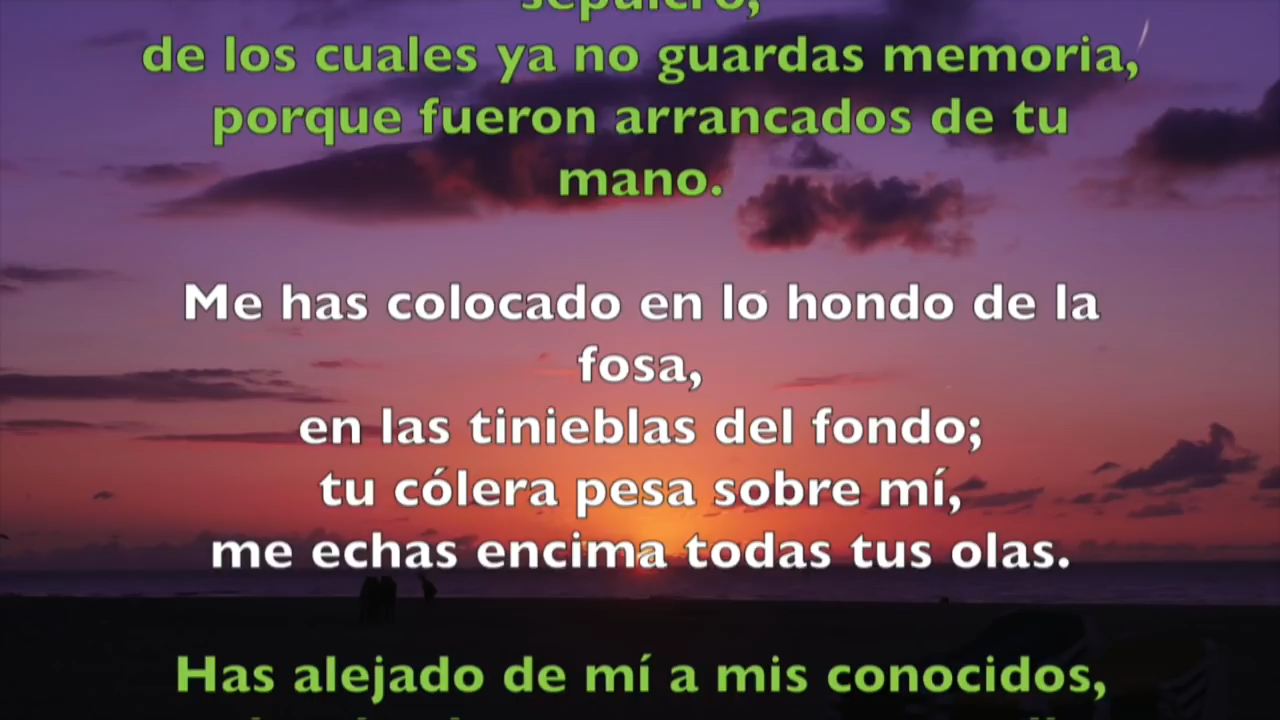 sepulcro,
de los cuales ya no guardas memoria,
porque fueron arrancados de tu
mano.
Me has colocado en lo hondo de la
fosa,
en las tinieblas del fondo;
tu cólera pesa sobre mí,
me echas encima todas tus olas.
Has alejado de mí a mis conocidos,